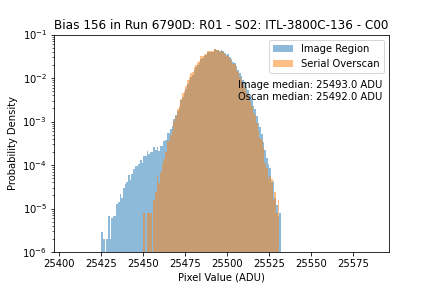 Bias 156 in Run 6790D: R01 - S02: ITL-3800C-136 - C00
Image Region
Serial Overscan
Image median: 25493.0 ADU
Oscan median: 25492.0 ADU
Probability Density
10⁻¹
10⁻²
10⁻³
10⁻⁴
10⁻⁵
10⁻⁶
25400 25425 25450 25475 25500 25525 25550 25575
Pixel Value (ADU)